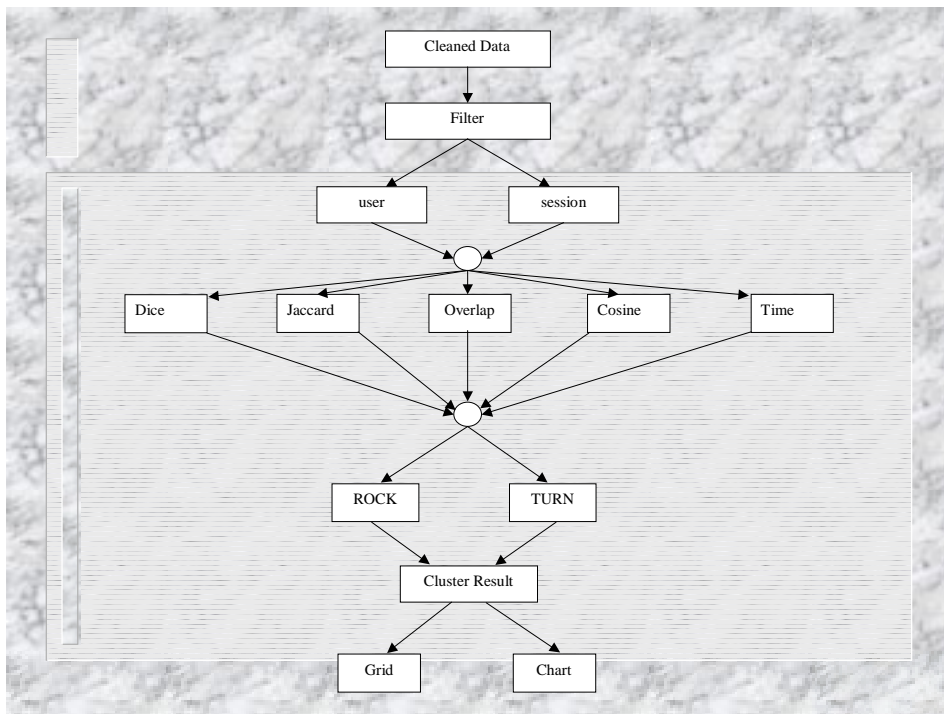 Cleaned Data
Filter
user
session
Dice
Jaccard
Overlap
Cosine
Time
ROCK
TURN
Cluster Result
Grid
Chart